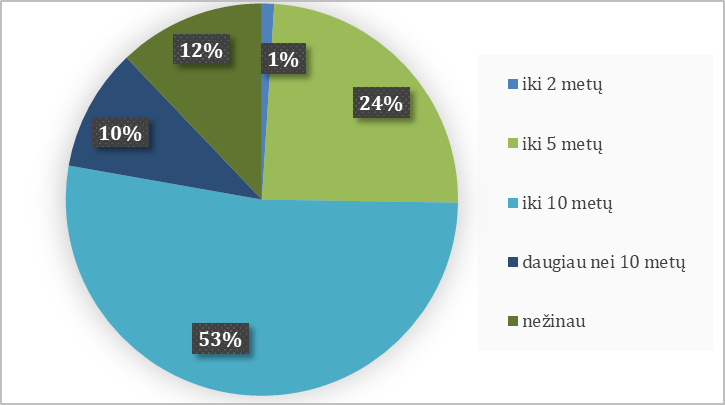 12%
1%
24%
10%
53%
iki 2 metų
iki 5 metų
iki 10 metų
daugiau nei 10 metų
nežinau